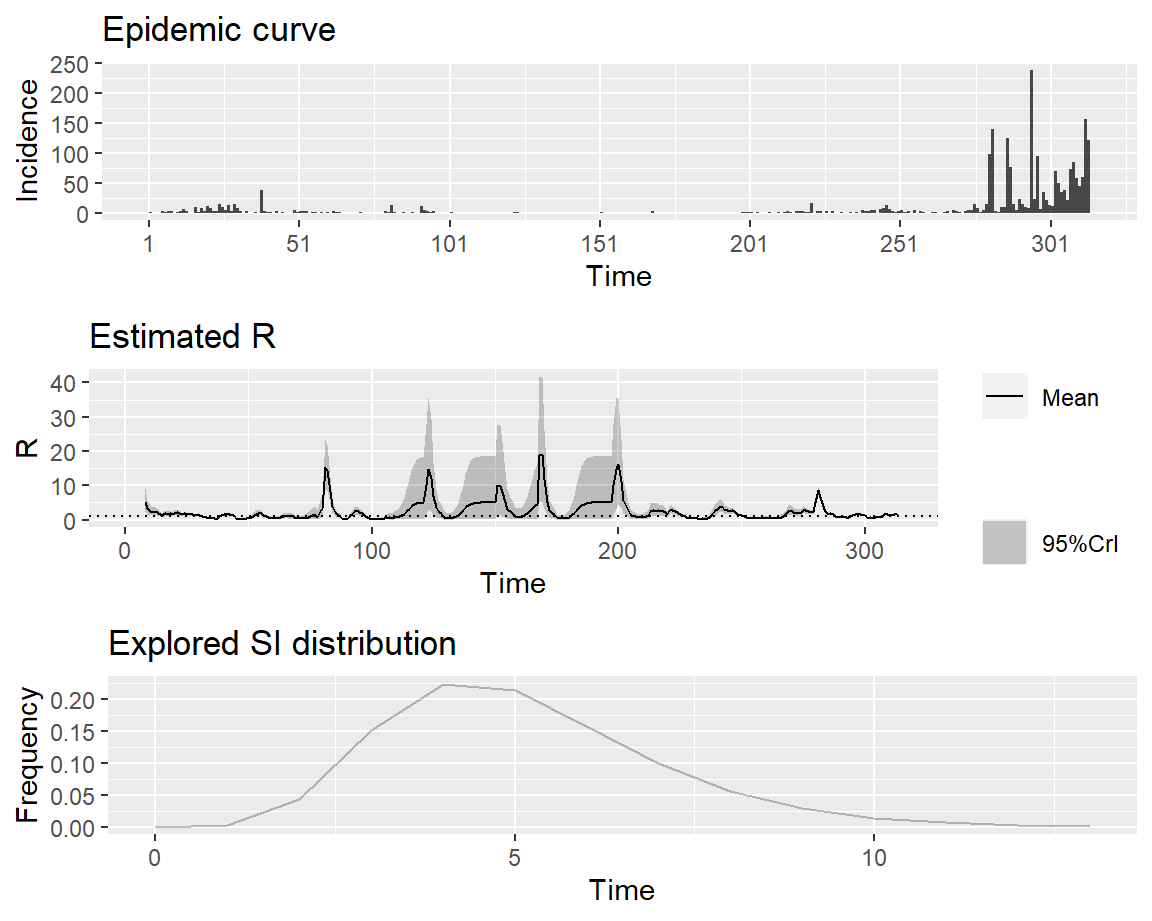 Epidemic curve
250
200
150
100
50
0
Incidence
1 51 101 151 201 251 301
Time
Estimated R
40
30
20
10
0
R
0 100 200 300
Time
Mean
95%CrI
Explored SI distribution
0.20
0.15
0.10
0.05
0.00
Frequency
0 5 10
Time